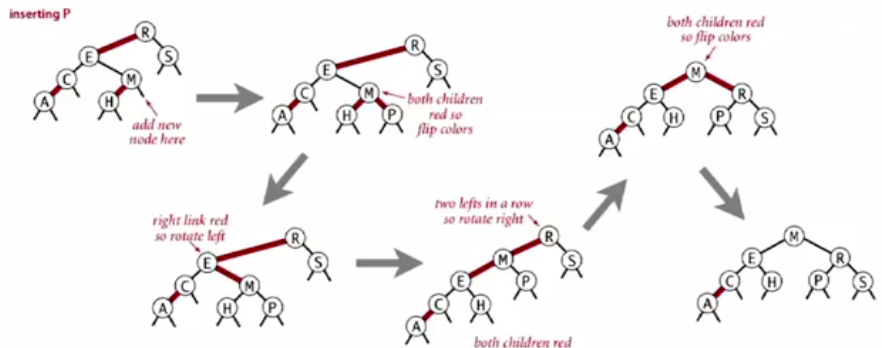 inserting P
R
E
S
C
M
A
H
add new
node here
R
E
S
C
M
A
H
P
both children
red so
flip colors
both children red
so flip colors
M
E
R
C
H
P
S
A
right link red
so rotate left
R
E
S
C
M
A
H
P
two lefts in a row
so rotate right
R
M
S
E
P
C
H
A
both children red
M
E
R
C
H
P
S
A